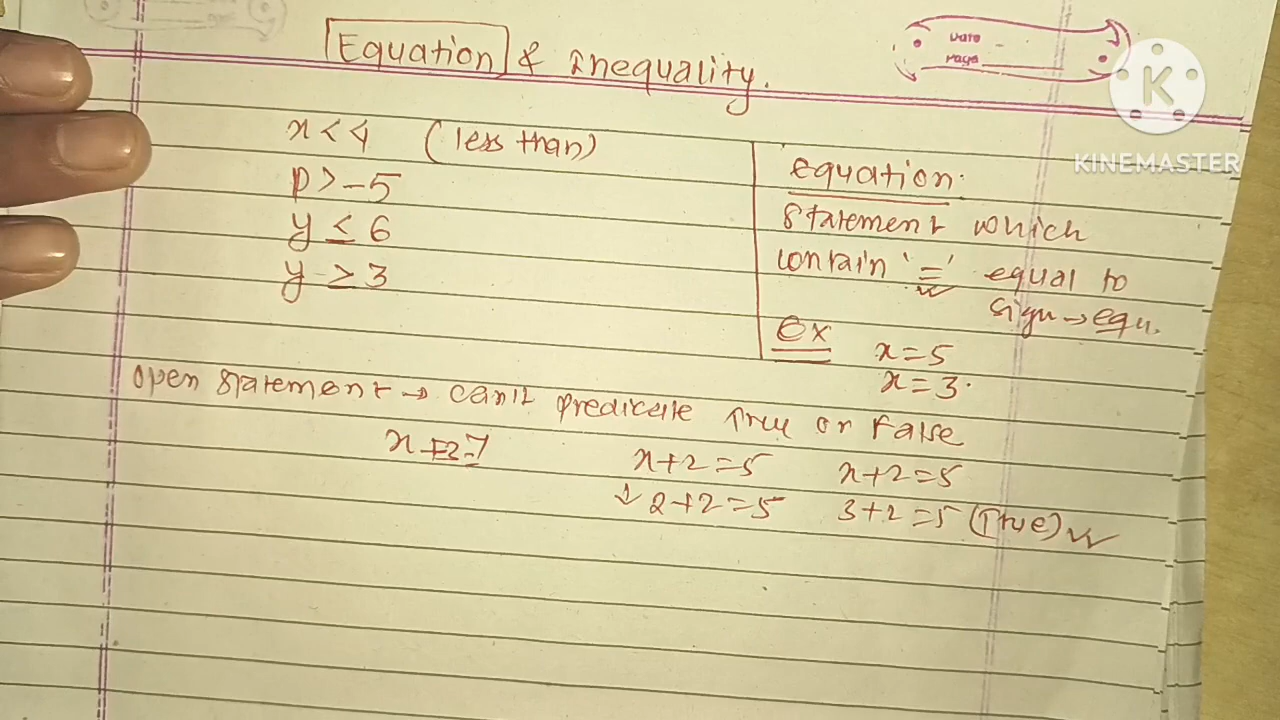 Equation & Inequality.
Date
Page
K
KINEMASTER
x < 4 (less than)
p > -5
y ≤ 6
y ≥ 3
equation.
Statement which
contain '=' equal to
sign → equ.
Ex x = 5
x = 3.
Open statement → can't predicate True or False
x + 2 = 5 x + 2 = 5
↓ 2 + 2 = 5 3 + 2 = 5 (True)